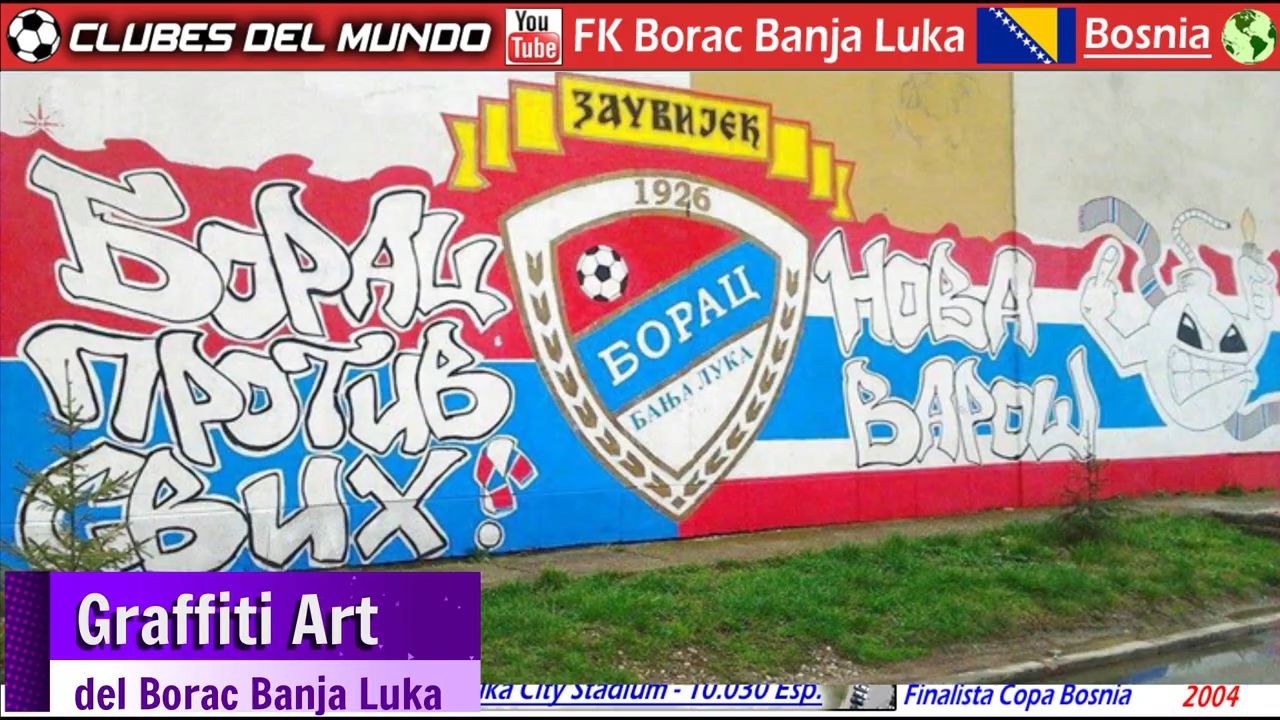 CLUBES DEL MUNDO
You
Tube
FK Borac Banja Luka
Bosnia
ЗАУВИЈЕК
1926
БОРАЦ
БАЊА ЛУКА
БОРАЦ
ПРОТИВ
СВИХ!
НОВА
ВАРОШ
Graffiti Art
del Borac Banja Luka
City Stadium - 10.030 Esp.
Finalista Copa Bosnia
2004